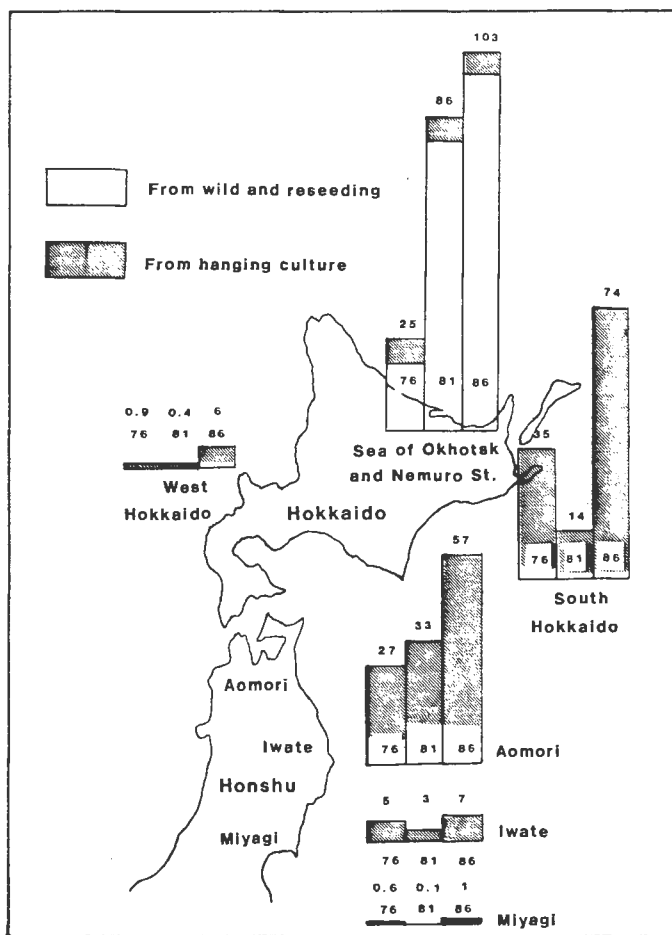 103
86
From wild and reseeding
From hanging culture
25
74
76 81 86
0.9 0.4 6
76 81 86
35
Sea of Okhotsk
and Nemuro St.
West
Hokkaido
Hokkaido
14
76 81 86
57
South
Hokkaido
33
27
Aomori
Iwate
76 81 86
Aomori
Honshu
5 3 7
Miyagi
Iwate
76 81 86
0.6 0.1 1
76 81 86
Miyagi